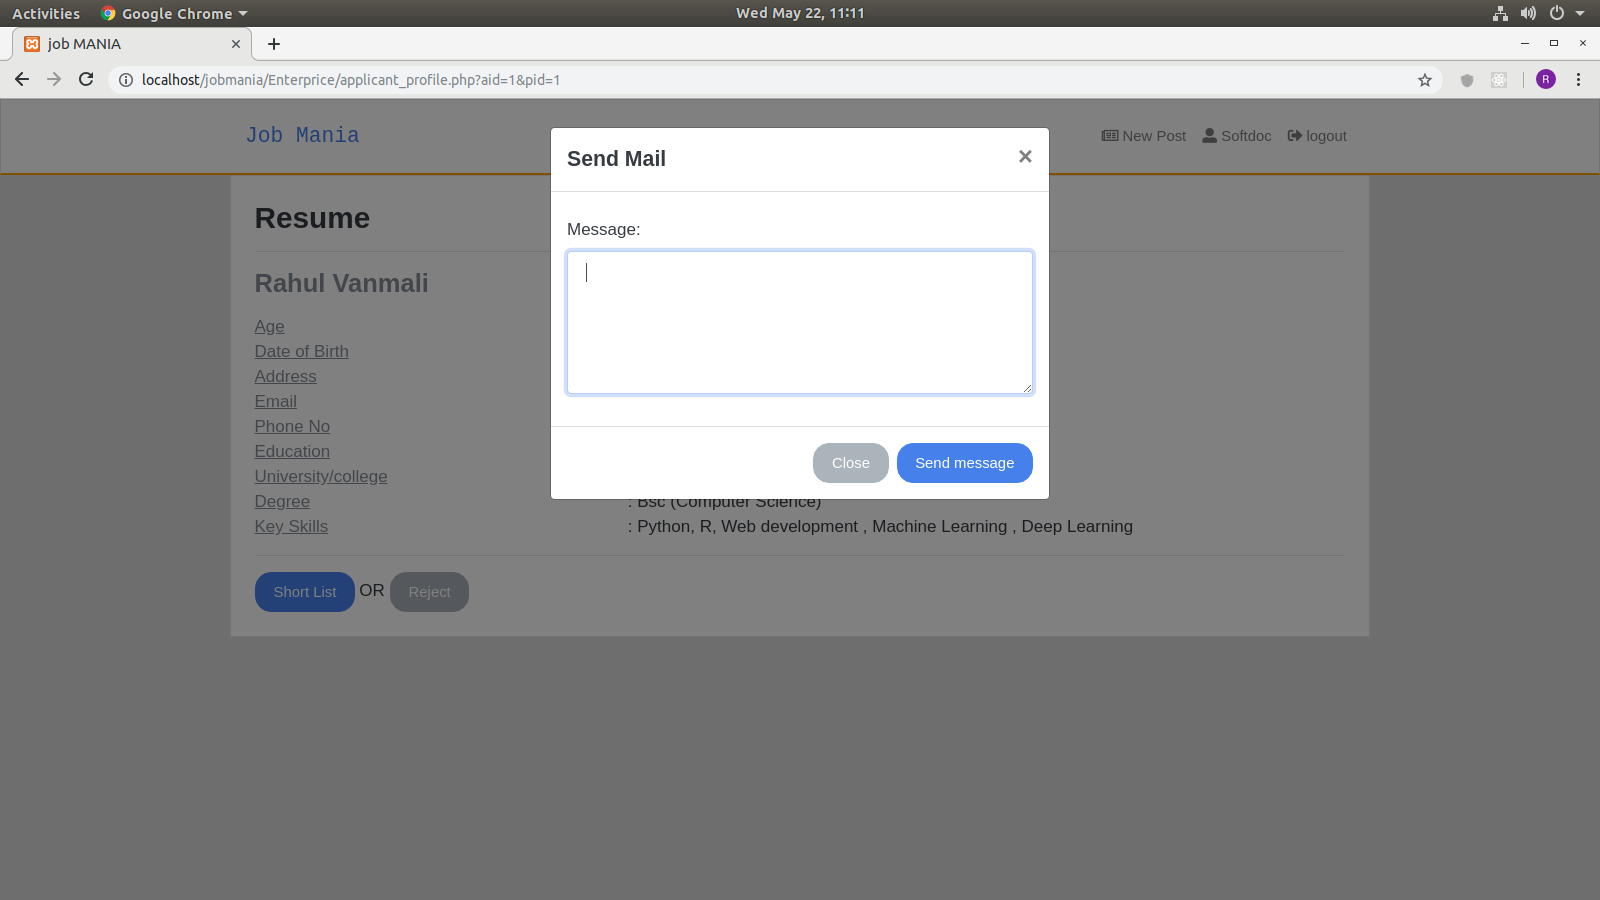 Activities Google Chrome Wed May 22, 11:11
job MANIA
localhost/jobmania/Enterprice/applicant_profile.php?aid=1&pid=1 R
Job Mania New Post Softdoc logout
Send Mail ×
Resume
Message:
Rahul Vanmali
Age
Date of Birth
Address
Email
Phone No
Education
University/college
Close Send message
Degree : Bsc (Computer Science)
Key Skills : Python, R, Web development , Machine Learning , Deep Learning
Short List OR Reject